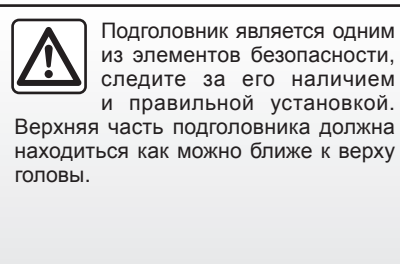 Подголовник является одним
из элементов безопасности,
следите за его наличием
и правильной установкой.
Верхняя часть подголовника должна
находиться как можно ближе к верху
головы.